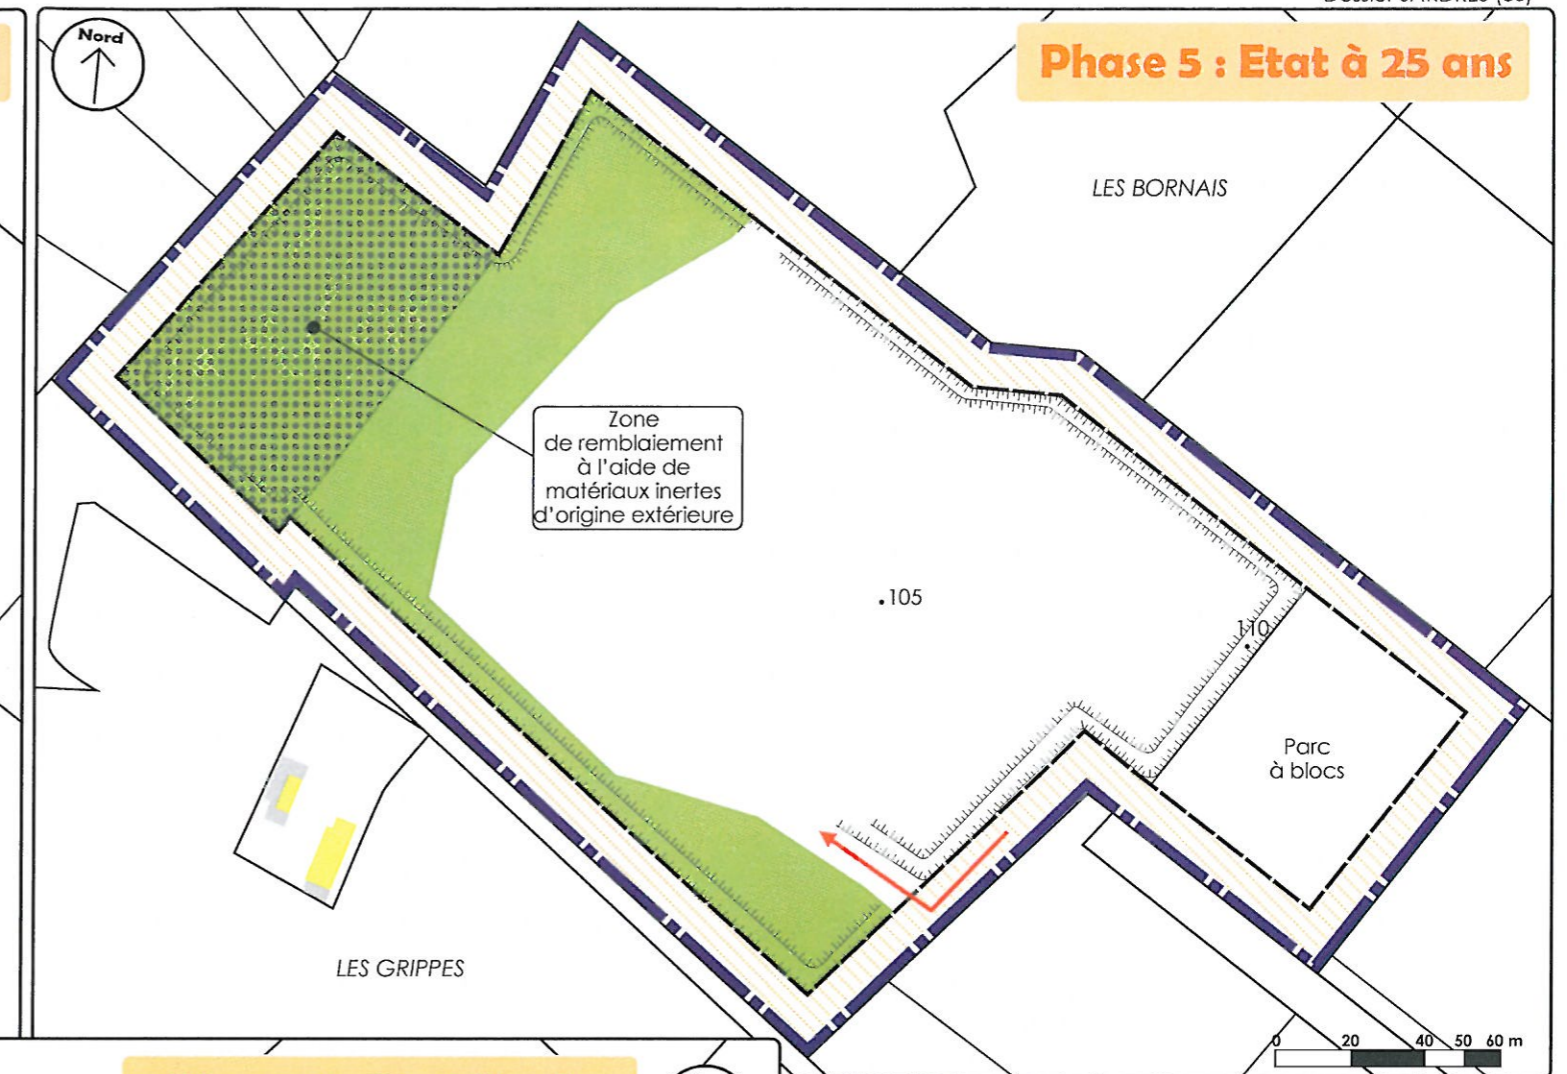 Nord
Phase 5 : Etat à 25 ans
LES BORNAIS
Zone
de remblaiement
à l'aide de
matériaux inertes
d'origine extérieure
.105
110
Parc
à blocs
LES GRIPPES
0 20 40 50 60 m